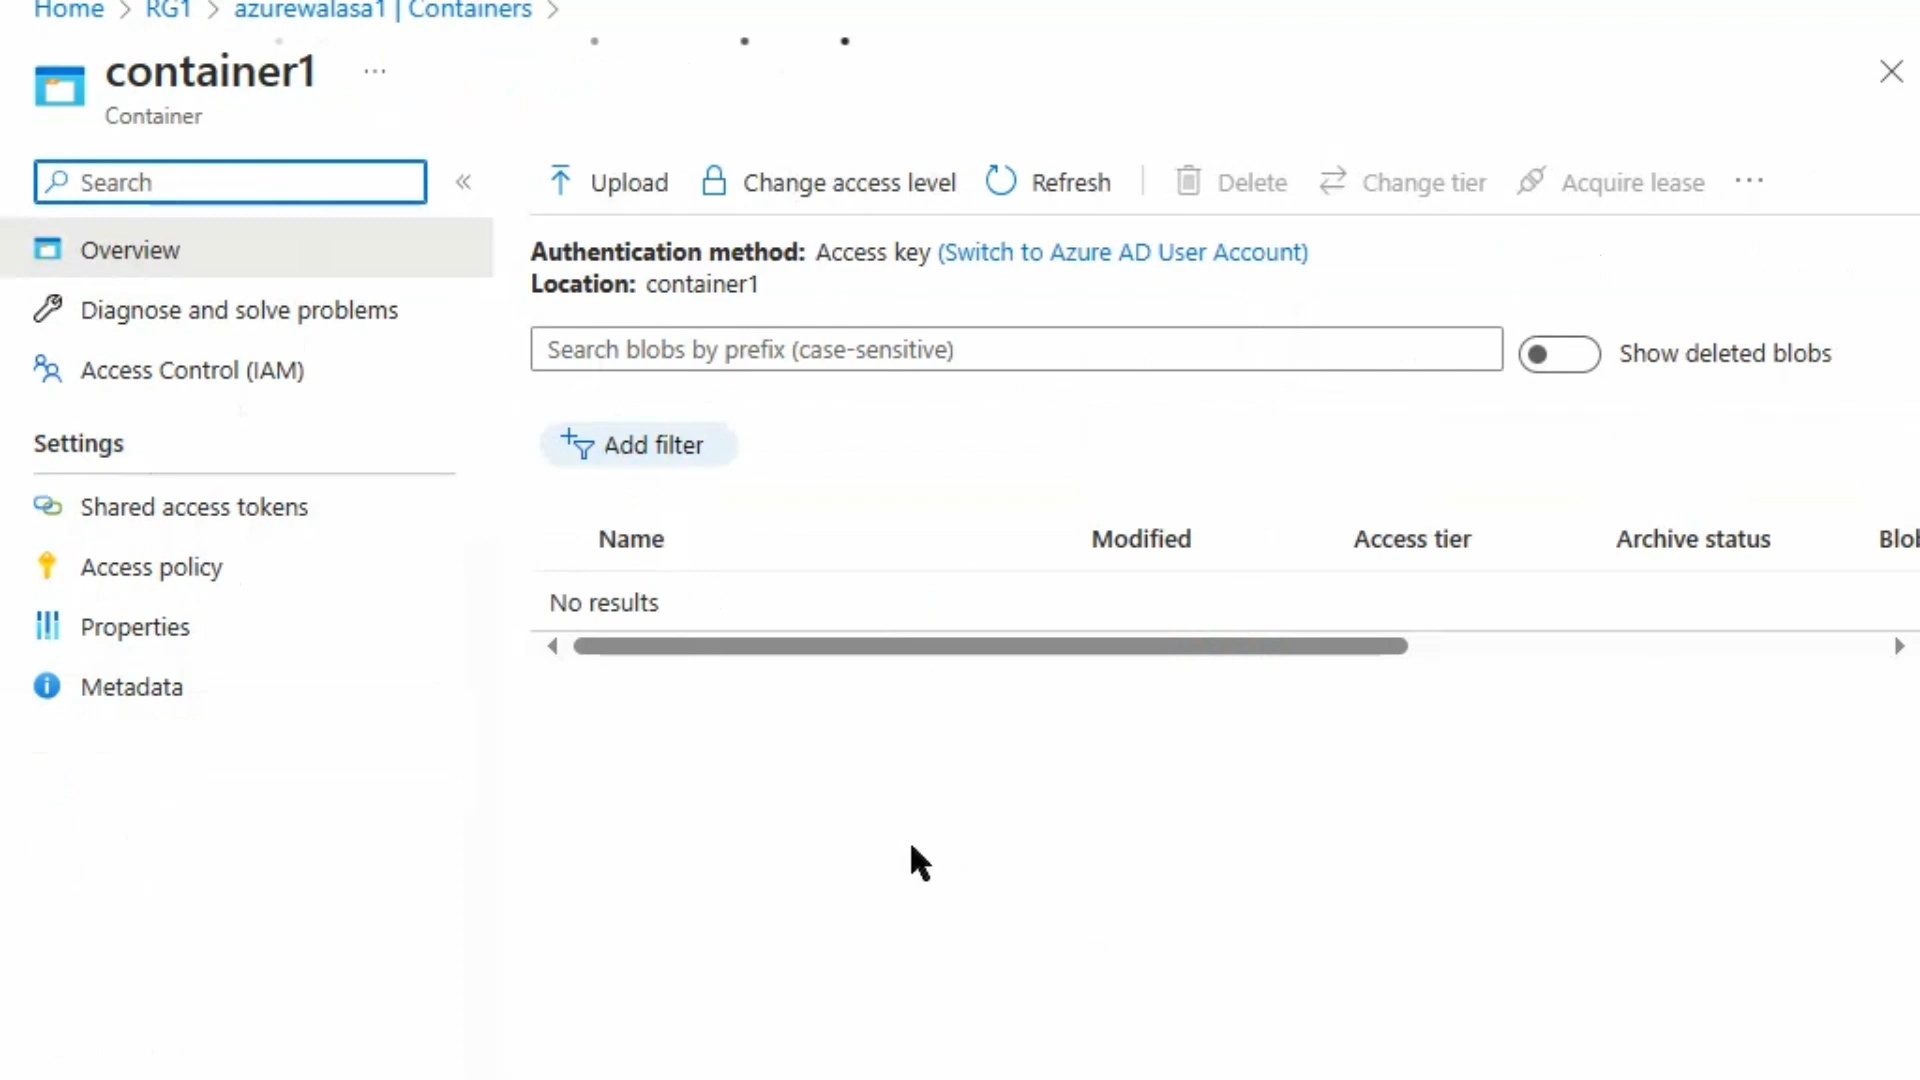 Home > RG1 > azurewalasa1 | Containers >
container1 ...
Container
Search
«
Upload Change access level Refresh Delete Change tier Acquire lease ...
Overview
Diagnose and solve problems
Access Control (IAM)
Settings
Shared access tokens
Access policy
Properties
Metadata
Authentication method: Access key (Switch to Azure AD User Account)
Location: container1
Search blobs by prefix (case-sensitive)
Show deleted blobs
Add filter
Name Modified Access tier Archive status Blob
No results